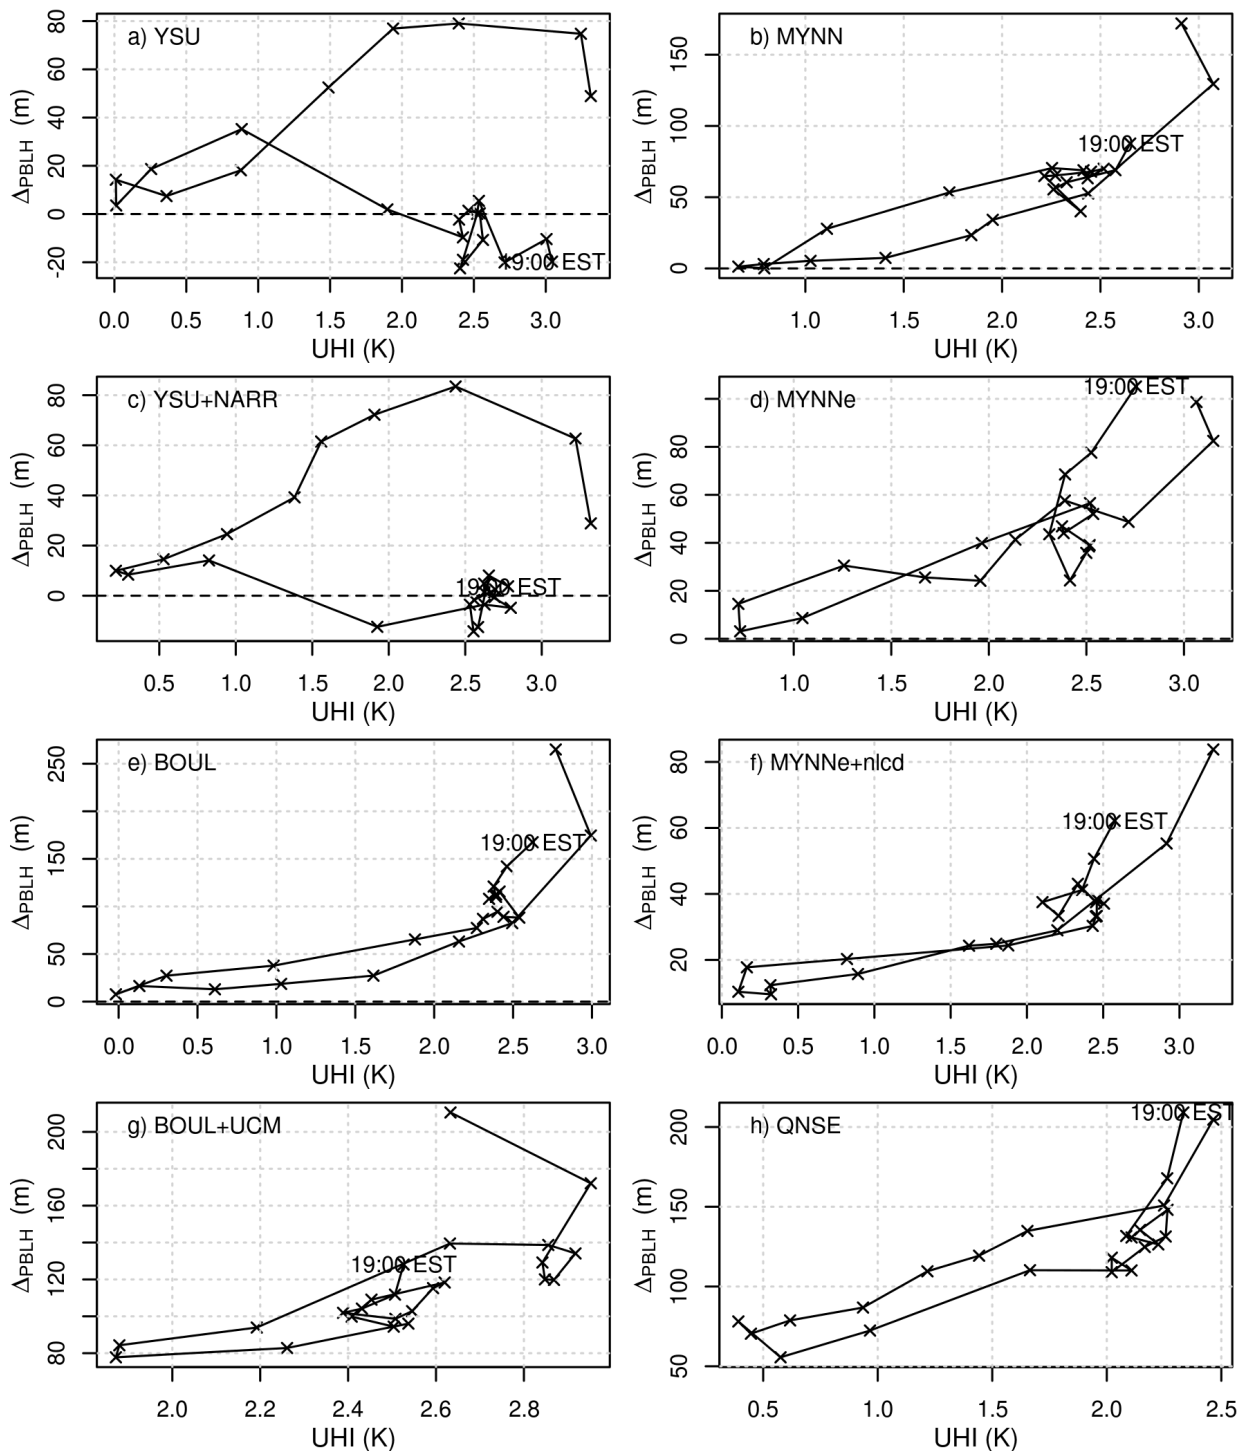 a) YSU
80
60
40
20
0
-20
ΔPBLH (m)
0.0 0.5 1.0 1.5 2.0 2.5 3.0
UHI (K)
19:00 EST
b) MYNN
150
100
50
0
ΔPBLH (m)
1.0 1.5 2.0 2.5 3.0
UHI (K)
19:00 EST
c) YSU+NARR
80
60
40
20
0
ΔPBLH (m)
0.5 1.0 1.5 2.0 2.5 3.0
UHI (K)
19:00 EST
d) MYNNe
80
60
40
20
0
ΔPBLH (m)
1.0 1.5 2.0 2.5 3.0
UHI (K)
19:00 EST
e) BOUL
250
150
50
0
ΔPBLH (m)
0.0 0.5 1.0 1.5 2.0 2.5 3.0
UHI (K)
19:00 EST
f) MYNNe+nlcd
80
60
40
20
ΔPBLH (m)
0.0 0.5 1.0 1.5 2.0 2.5 3.0
UHI (K)
19:00 EST
g) BOUL+UCM
200
160
120
80
ΔPBLH (m)
2.0 2.2 2.4 2.6 2.8
UHI (K)
19:00 EST
h) QNSE
200
150
100
50
ΔPBLH (m)
0.5 1.0 1.5 2.0 2.5
UHI (K)
19:00 EST